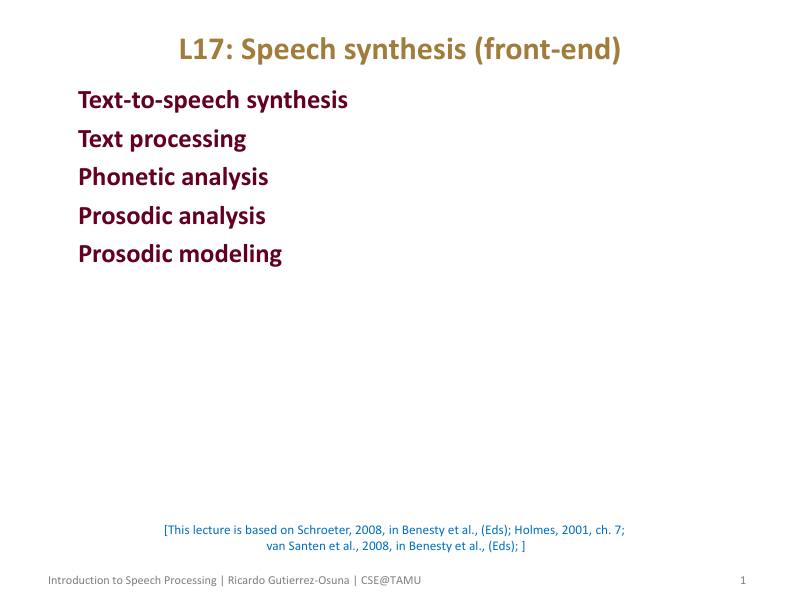 L17: Speech synthesis (front-end)
Text-to-speech synthesis
Text processing
Phonetic analysis
Prosodic analysis
Prosodic modeling
[This lecture is based on Schroeter, 2008, in Benesty et al., (Eds); Holmes, 2001, ch. 7;
van Santen et al., 2008, in Benesty et al., (Eds); ]
Introduction to Speech Processing | Ricardo Gutierrez-Osuna | CSE@TAMU 1